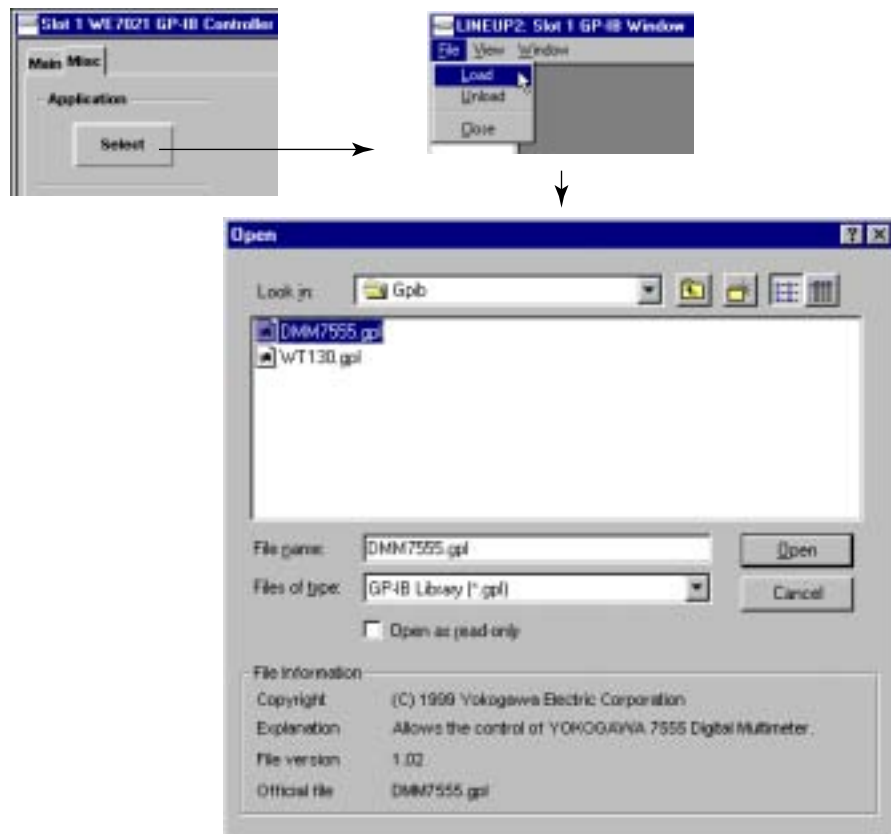 Slot 1 WE7021 GP-IB Controller
Main Misc
Application
Select
LINEUP2: Slot 1 GP-IB Window
File View Window
Load
Unload
Close
Open
Look in: Gpib
DMM7555.gpl
WT130.gpl
File name: DMM7555.gpl Open
Files of type: GP-IB Library (*.gpl) Cancel
Open as read-only
File Information
Copyright (C) 1999 Yokogawa Electric Corporation
Explanation Allows the control of YOKOGAWA 7555 Digital Multimeter.
File version 1.02
Official file DMM7555.gpl